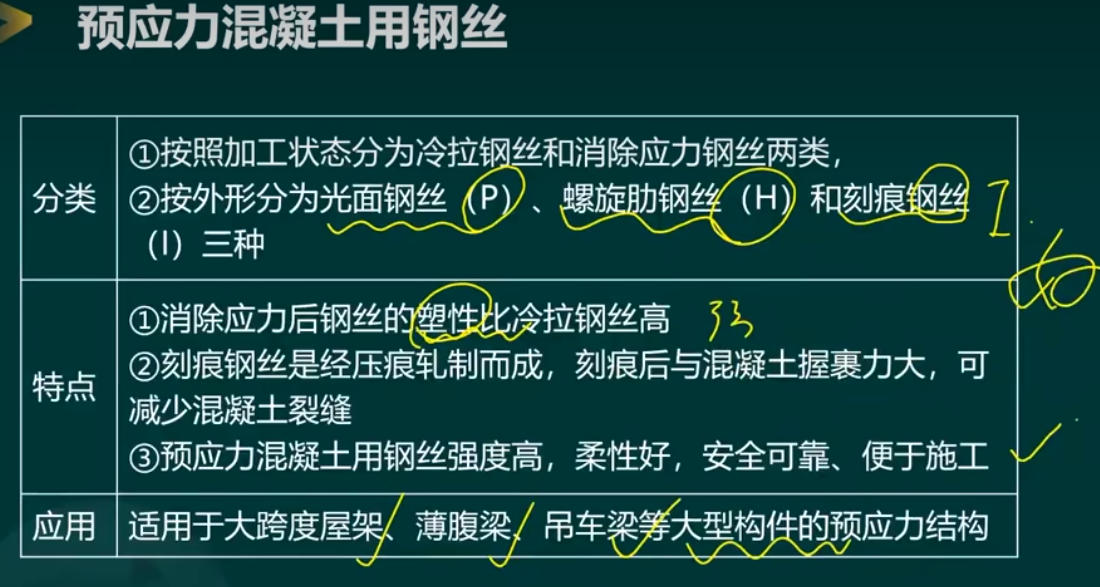 预应力混凝土用钢丝
分类
①按照加工状态分为冷拉钢丝和消除应力钢丝两类,
②按外形分为光面钢丝（P）、螺旋肋钢丝（H）和刻痕钢丝 I
（I）三种
特点
①消除应力后钢丝的塑性比冷拉钢丝高
②刻痕钢丝是经压痕轧制而成，刻痕后与混凝土握裹力大，可
减少混凝土裂缝
③预应力混凝土用钢丝强度高，柔性好，安全可靠、便于施工
应用
适用于大跨度屋架、薄腹梁、吊车梁等大型构件的预应力结构